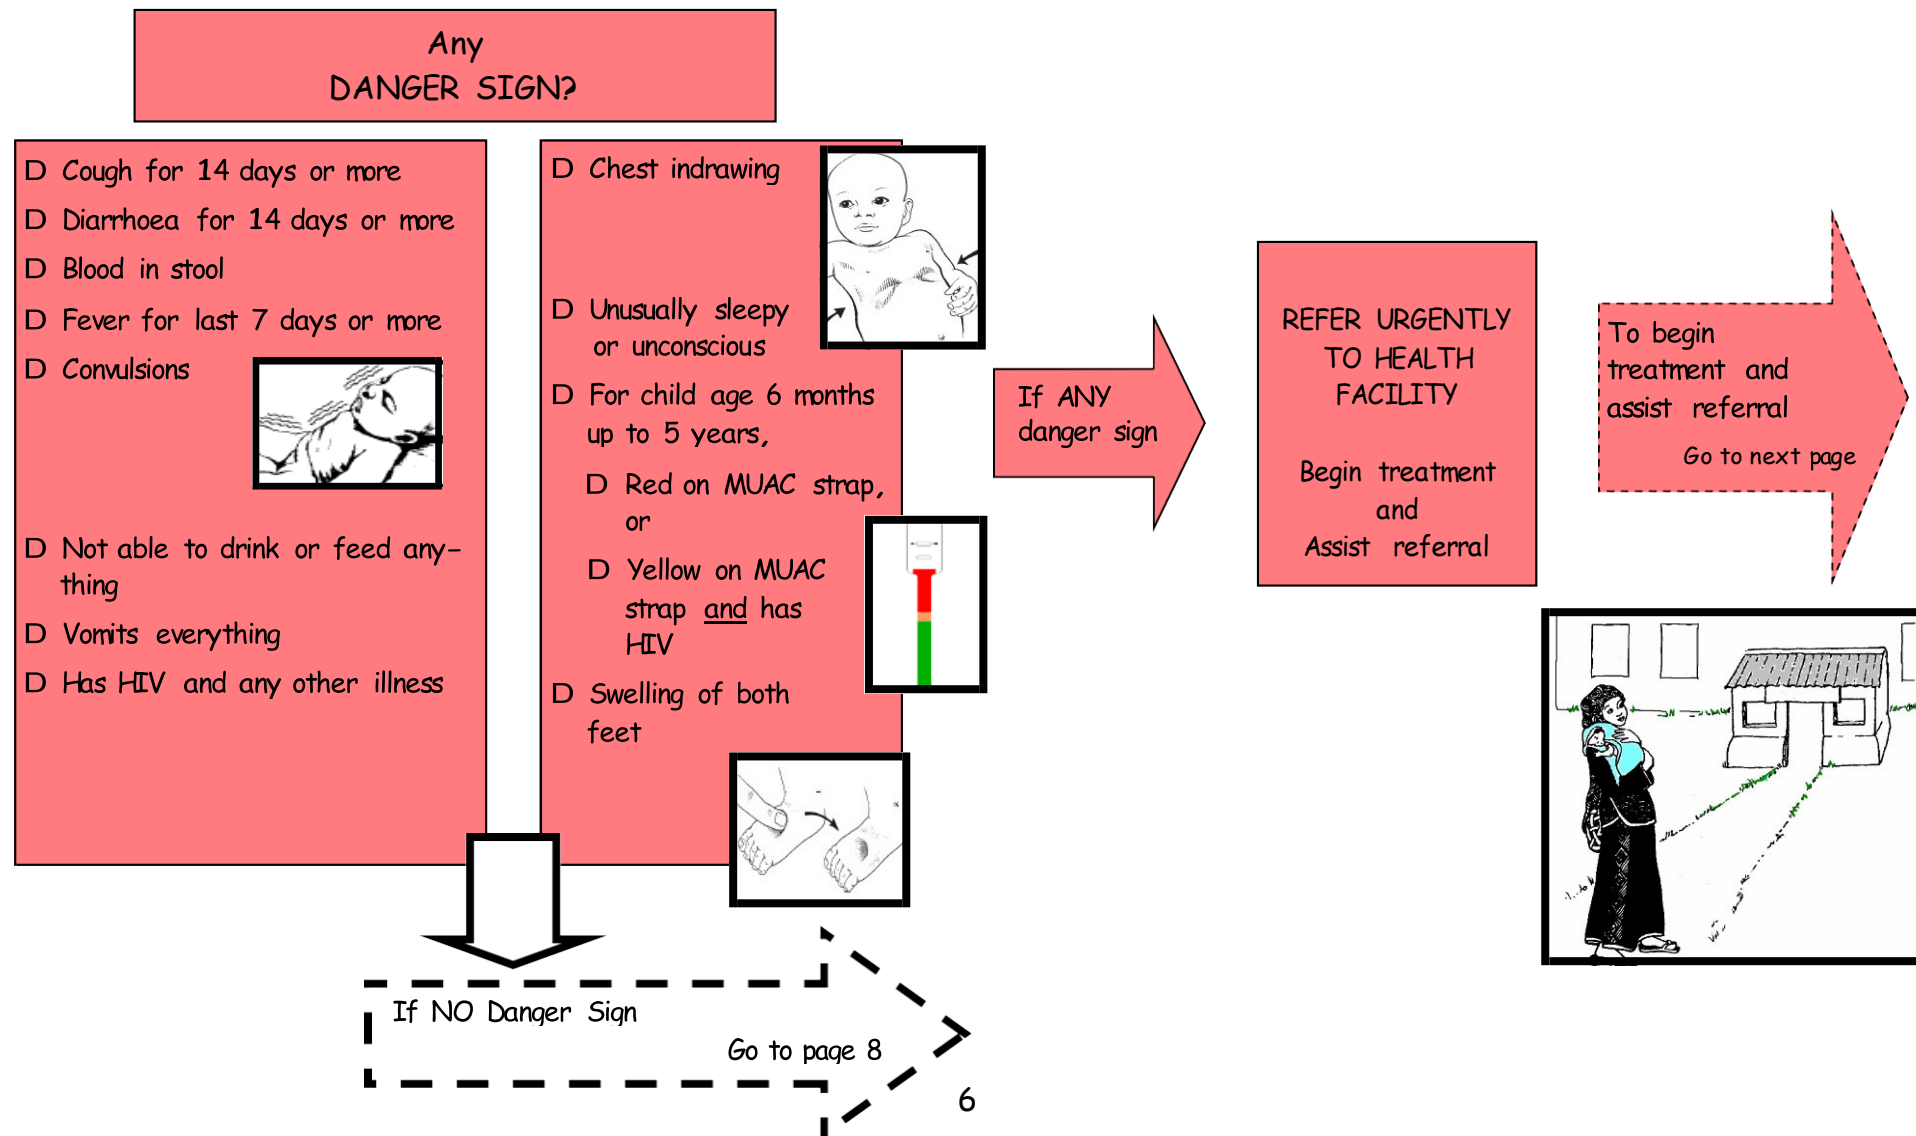 Any
DANGER SIGN?
D Cough for 14 days or more
D Diarrhoea for 14 days or more
D Blood in stool
D Fever for last 7 days or more
D Convulsions
D Not able to drink or feed any-
thing
D Vomits everything
D Has HIV and any other illness
D Chest indrawing
D Unusually sleepy
or unconscious
D For child age 6 months
up to 5 years,
D Red on MUAC strap,
or
D Yellow on MUAC
strap and has
HIV
D Swelling of both
feet
If ANY
danger sign
REFER URGENTLY
TO HEALTH
FACILITY
Begin treatment
and
Assist referral
To begin
treatment and
assist referral
Go to next page
If NO Danger Sign
Go to page 8
6